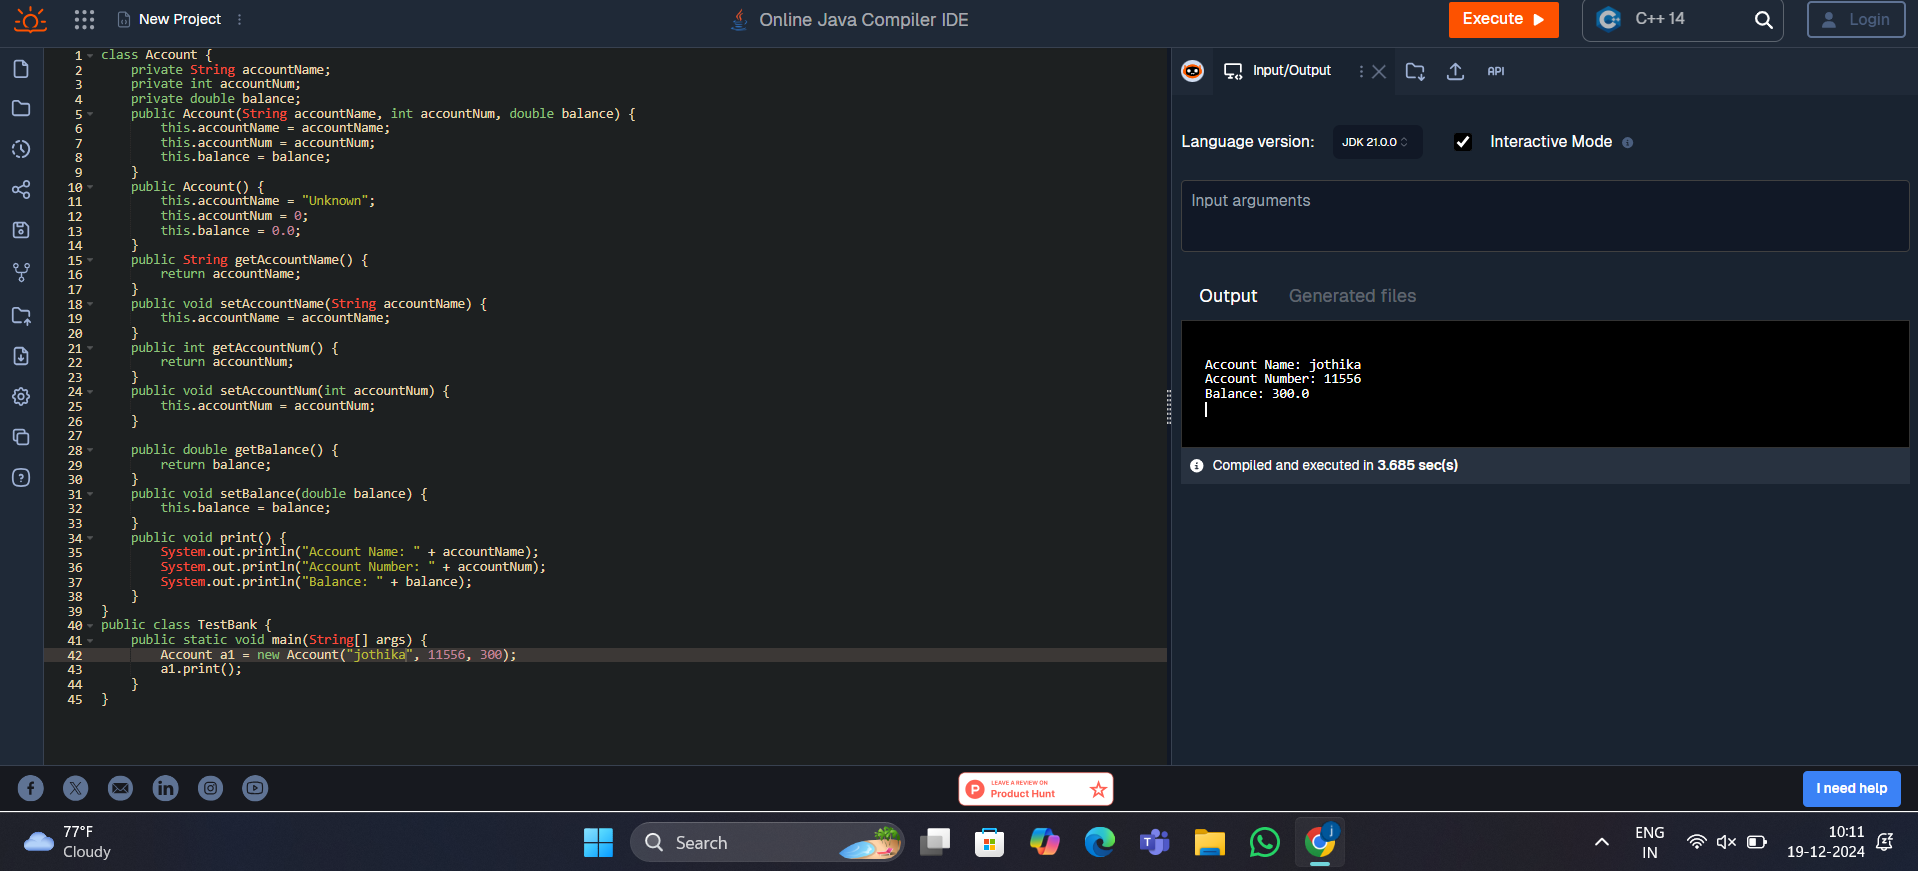 New Project
Online Java Compiler IDE
Execute
C++ 14
Login
1 class Account {
2     private String accountName;
3     private int accountNum;
4     private double balance;
5     public Account(String accountName, int accountNum, double balance) {
6         this.accountName = accountName;
7         this.accountNum = accountNum;
8         this.balance = balance;
9     }
10     public Account() {
11         this.accountName = "Unknown";
12         this.accountNum = 0;
13         this.balance = 0.0;
14     }
15     public String getAccountName() {
16         return accountName;
17     }
18     public void setAccountName(String accountName) {
19         this.accountName = accountName;
20     }
21     public int getAccountNum() {
22         return accountNum;
23     }
24     public void setAccountNum(int accountNum) {
25         this.accountNum = accountNum;
26     }
27
28     public double getBalance() {
29         return balance;
30     }
31     public void setBalance(double balance) {
32         this.balance = balance;
33     }
34     public void print() {
35         System.out.println("Account Name: " + accountName);
36         System.out.println("Account Number: " + accountNum);
37         System.out.println("Balance: " + balance);
38     }
39 }
40 public class TestBank {
41     public static void main(String[] args) {
42         Account a1 = new Account("jothika", 11556, 300);
43         a1.print();
44     }
45 }
Input/Output
API
Language version:
JDK 21.0.0
Interactive Mode
Input arguments
Output
Generated files
Account Name: jothika
Account Number: 11556
Balance: 300.0
Compiled and executed in 3.685 sec(s)
LEAVE A REVIEW ON
Product Hunt
I need help
77°F
Cloudy
Search
j
ENG
IN
10:11
19-12-2024